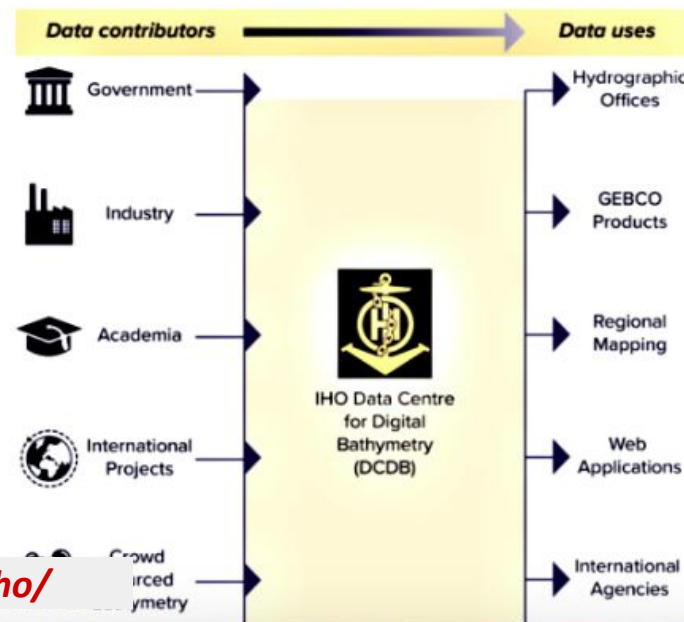 Data contributors
Data uses
Government
Industry
Academia
International
Projects
Crowd
IHO Data Centre
for Digital
Bathymetry
(DCDB)
Hydrographic
Offices
GEBCO
Products
Regional
Mapping
Web
Applications
International
Agencies
ho/